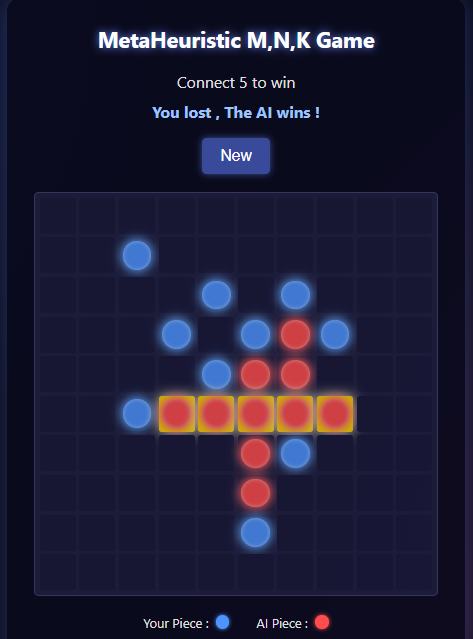 MetaHeuristic M,N,K Game
Connect 5 to win
You lost , The AI wins !
New
Your Piece : AI Piece :